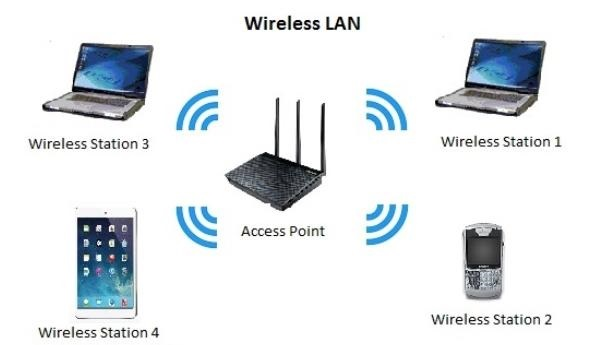 Wireless LAN
Wireless Station 3
Wireless Station 1
Access Point
Wireless Station 4
Wireless Station 2